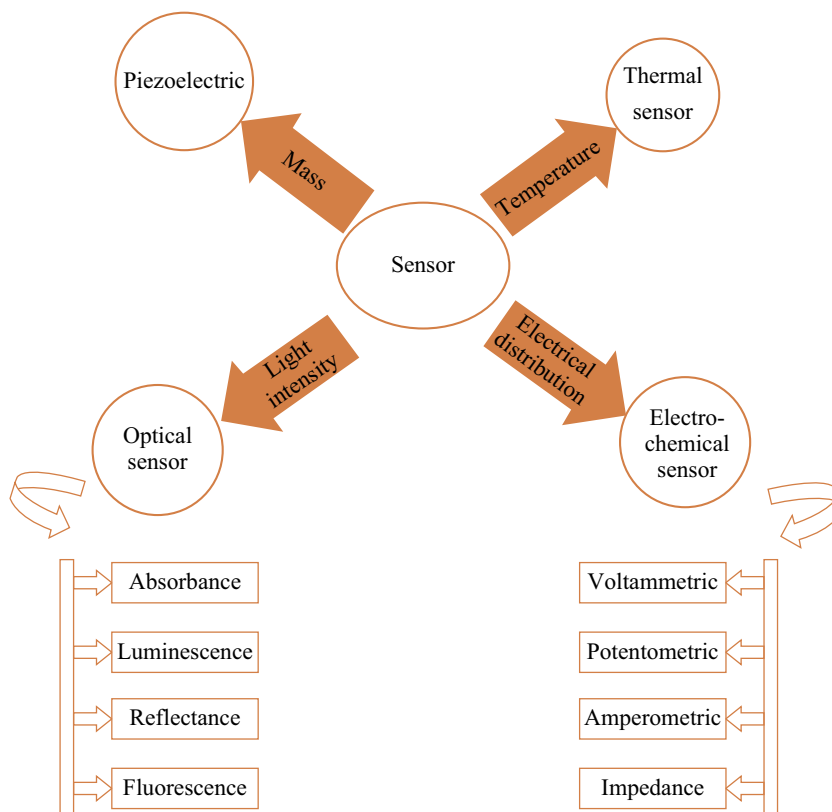 Piezoelectric
Thermal
sensor
Mass
Temperature
Sensor
Light
intensity
Electrical
distribution
Optical
sensor
Electro-
chemical
sensor
Absorbance
Luminescence
Reflectance
Fluorescence
Voltammetric
Potentometric
Amperometric
Impedance